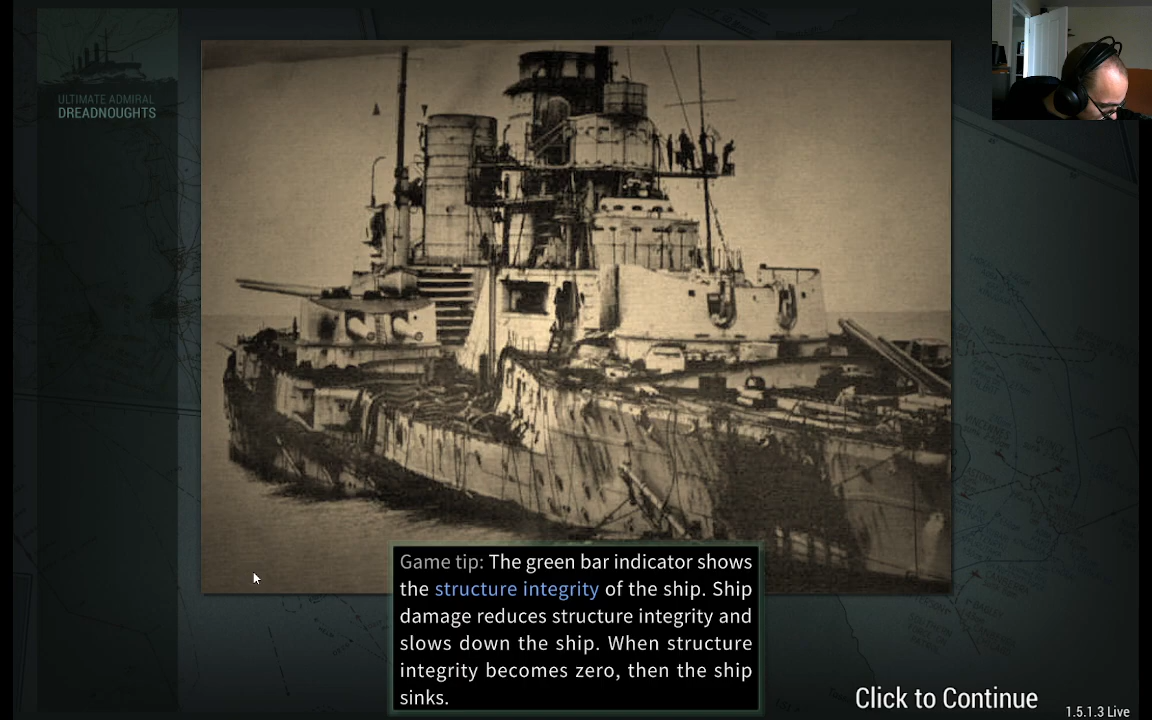 ULTIMATE ADMIRAL
DREADNOUGHTS
Game tip: The green bar indicator shows
the structure integrity of the ship. Ship
damage reduces structure integrity and
slows down the ship. When structure
integrity becomes zero, then the ship
sinks.
Click to Continue
1.5.1.3 Live